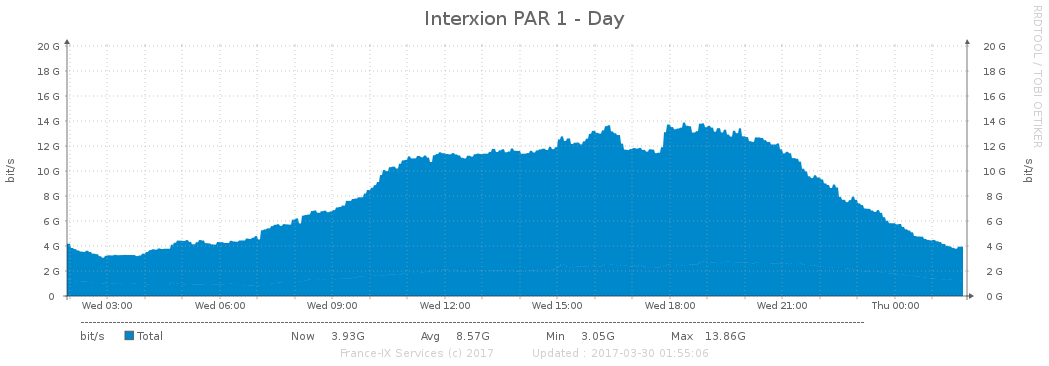 Interxion PAR 1 - Day
RRDTOOL / TOBI OETIKER
20 G 20 G
18 G 18 G
16 G 16 G
14 G 14 G
12 G 12 G
10 G 10 G
8 G 8 G
6 G 6 G
4 G 4 G
2 G 2 G
0 0 G
bit/s
bit/s
Wed 03:00 Wed 06:00 Wed 09:00 Wed 12:00 Wed 15:00 Wed 18:00 Wed 21:00 Thu 00:00
bit/s Total Now 3.93G Avg 8.57G Min 3.05G Max 13.86G
France-IX Services (c) 2017 Updated : 2017-03-30 01:55:06